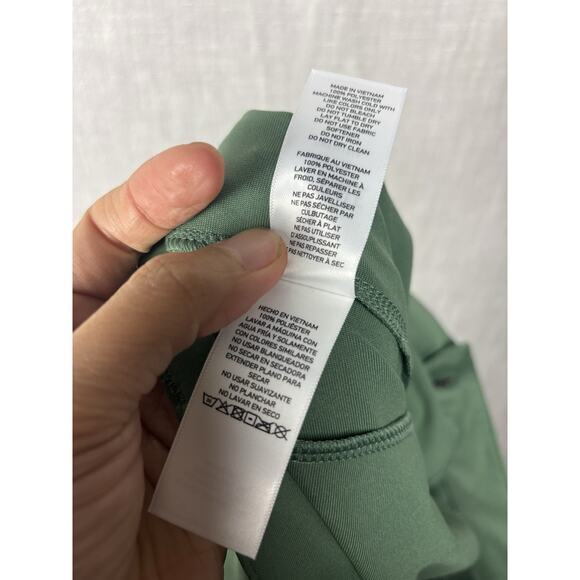 MADE IN VIETNAM
100% POLYESTER
MACHINE WASH COLD WITH
LIKE COLORS ONLY
DO NOT BLEACH
DO NOT TUMBLE DRY
LAY FLAT TO DRY
DO NOT USE FABRIC
SOFTENER
DO NOT IRON
DO NOT DRY CLEAN
FABRIQUE AU VIETNAM
100% POLYESTER
LAVER EN MACHINE À
FROID, SÉPARER LES
COULEURS
NE PAS JAVELLISER
NE PAS SÉCHER PAR
CULBUTAGE
SÉCHER À PLAT
NE PAS UTILISER
D'ASSOUPLISSANT
NE PAS REPASSER
PAS NETTOYER À SEC
HECHO EN VIETNAM
100% POLIÉSTER
LAVAR A MÁQUINA CON
AGUA FRÍA Y SOLAMENTE
CON COLORES SIMILARES
NO USAR BLANQUEADOR
NO SECAR EN SECADORA
EXTENDER PLANO PARA
SECAR
NO USAR SUAVIZANTE
NO PLANCHAR
NO LAVAR EN SECO